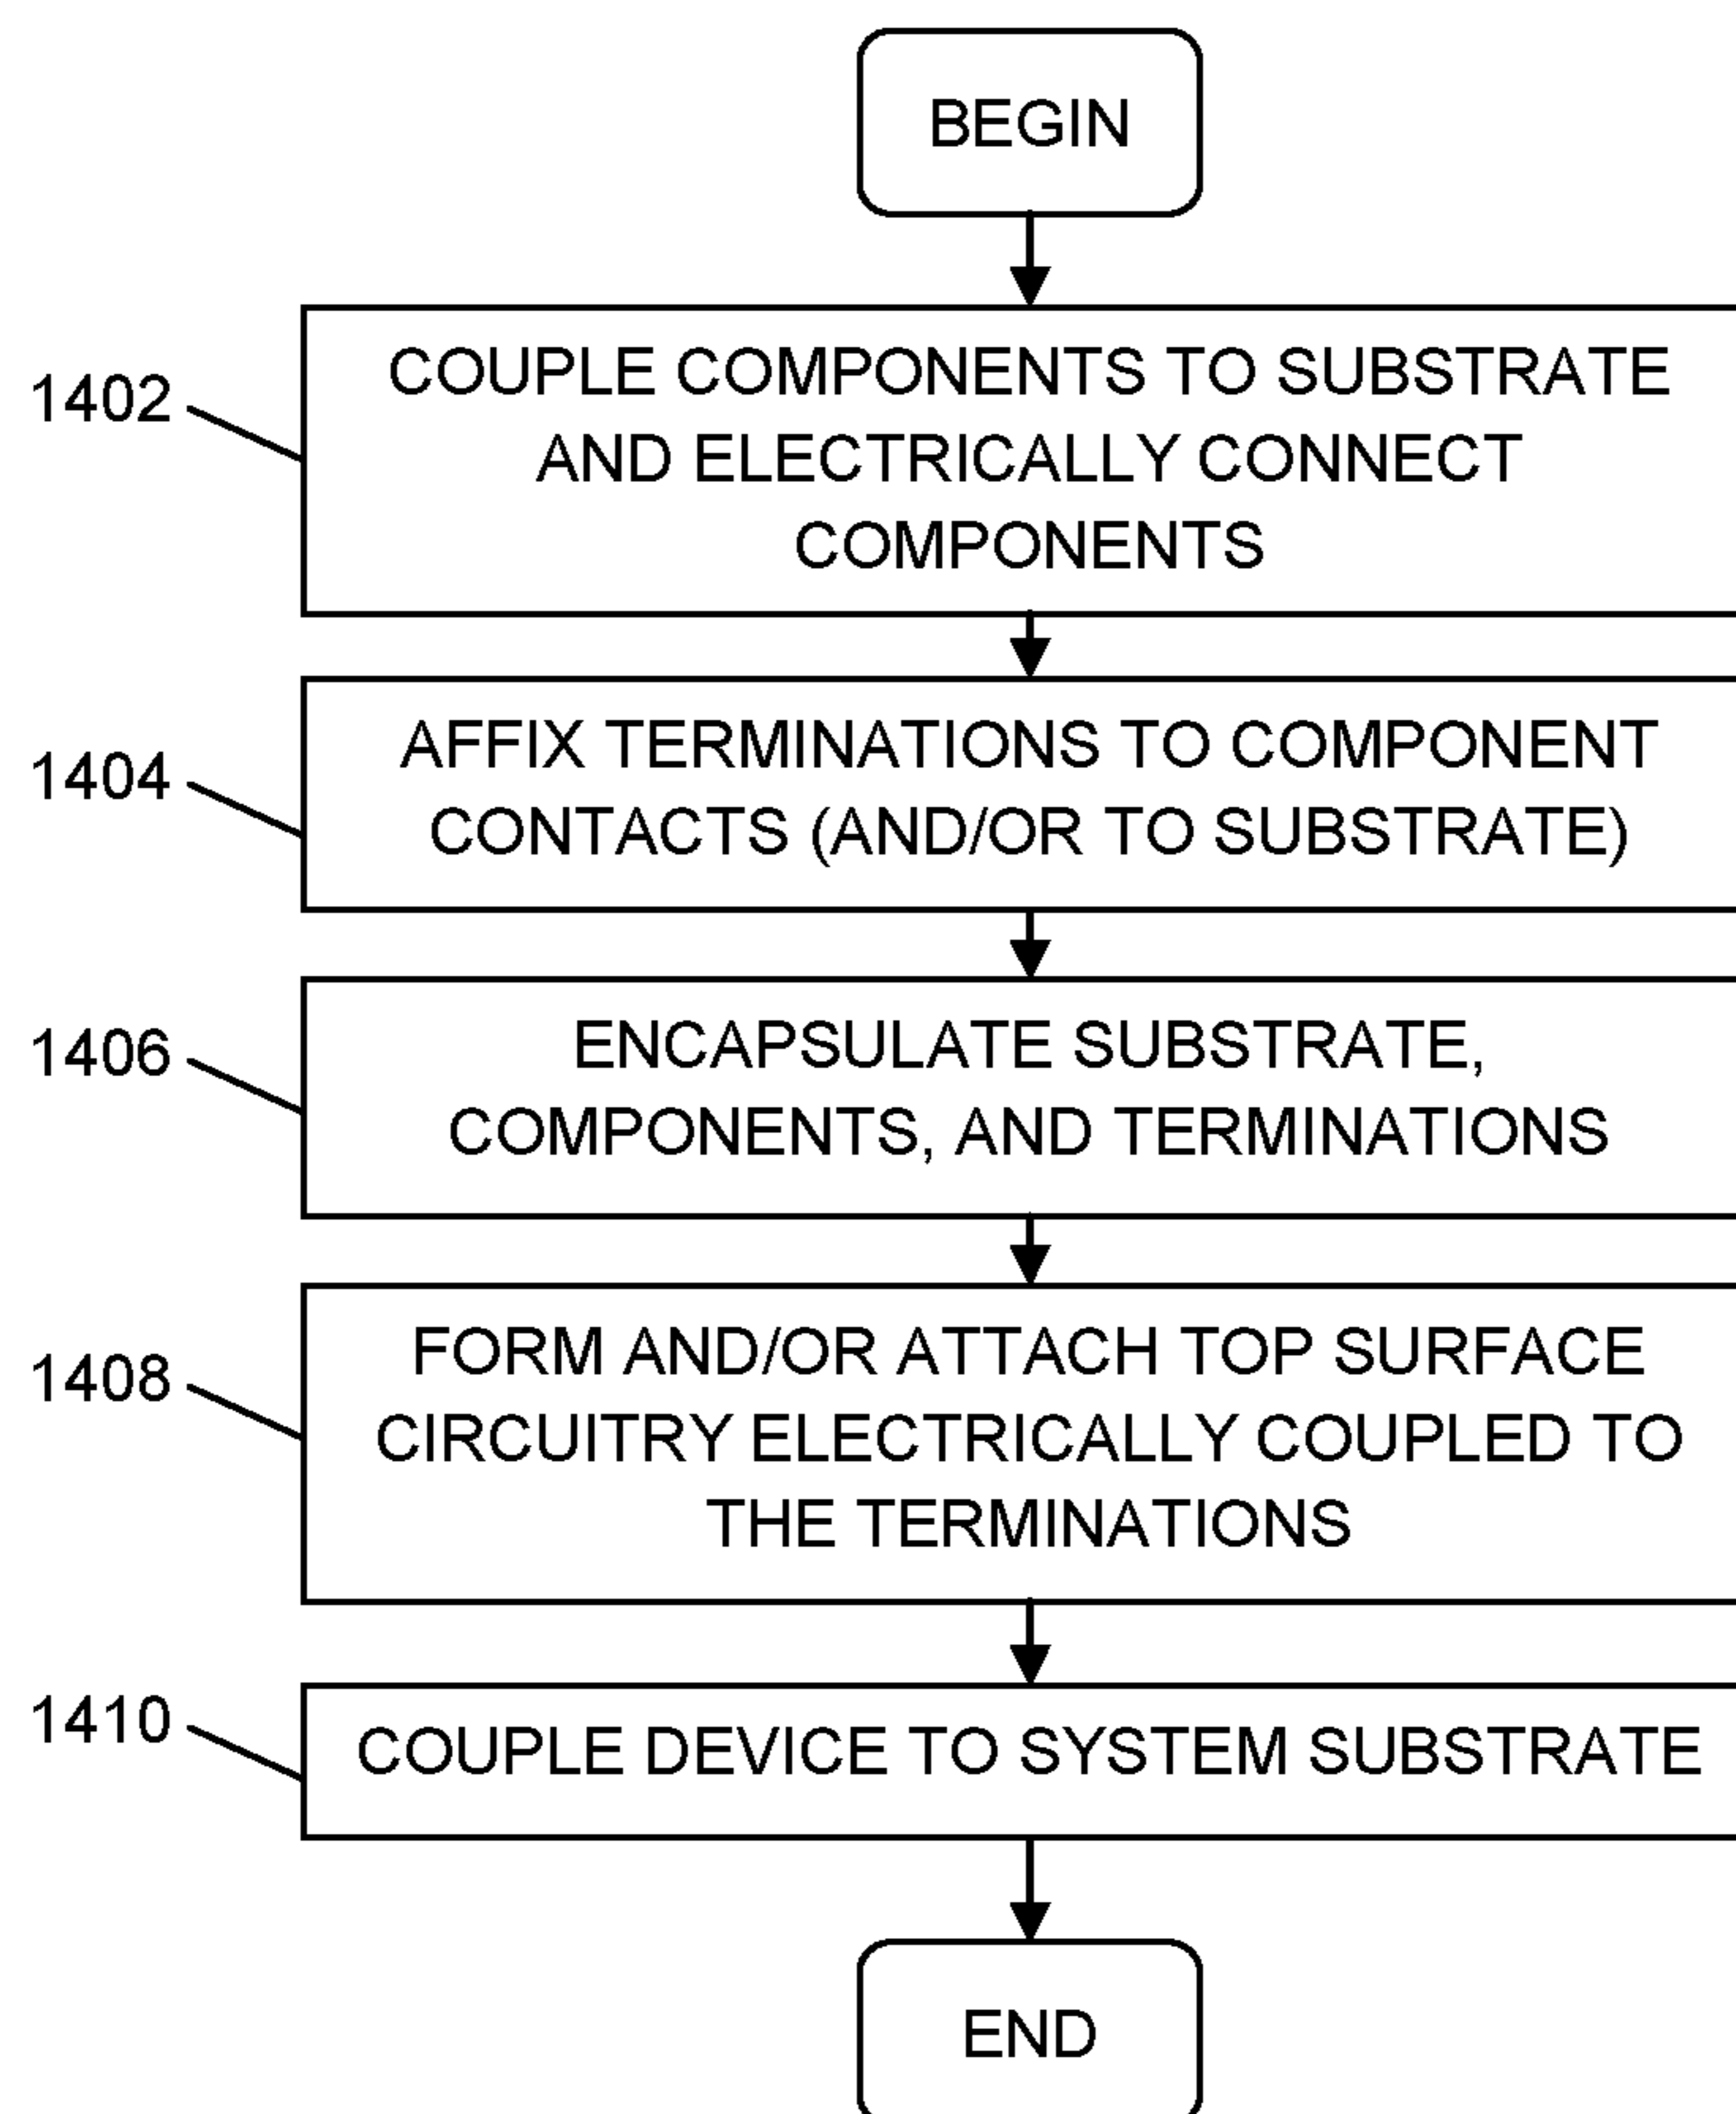 BEGIN
1402
COUPLE COMPONENTS TO SUBSTRATE
AND ELECTRICALLY CONNECT
COMPONENTS
1404
AFFIX TERMINATIONS TO COMPONENT
CONTACTS (AND/OR TO SUBSTRATE)
1406
ENCAPSULATE SUBSTRATE,
COMPONENTS, AND TERMINATIONS
1408
FORM AND/OR ATTACH TOP SURFACE
CIRCUITRY ELECTRICALLY COUPLED TO
THE TERMINATIONS
1410
COUPLE DEVICE TO SYSTEM SUBSTRATE
END